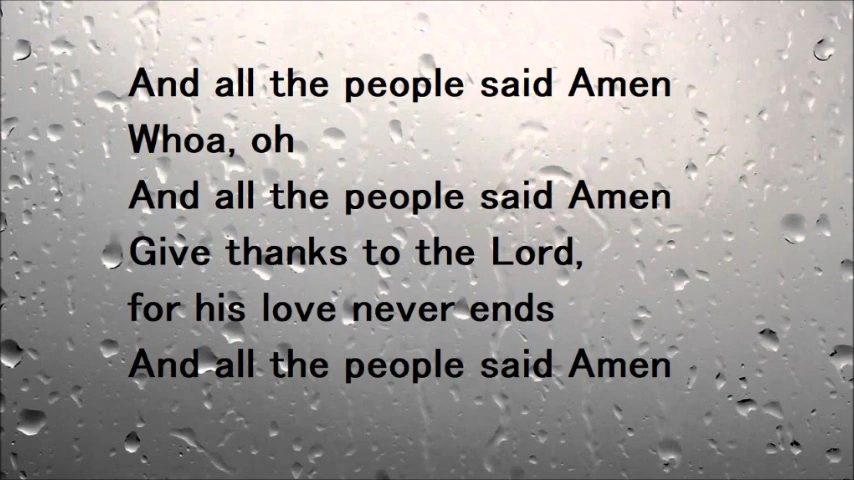 And all the people said Amen
Whoa, oh
And all the people said Amen
Give thanks to the Lord,
for his love never ends
And all the people said Amen